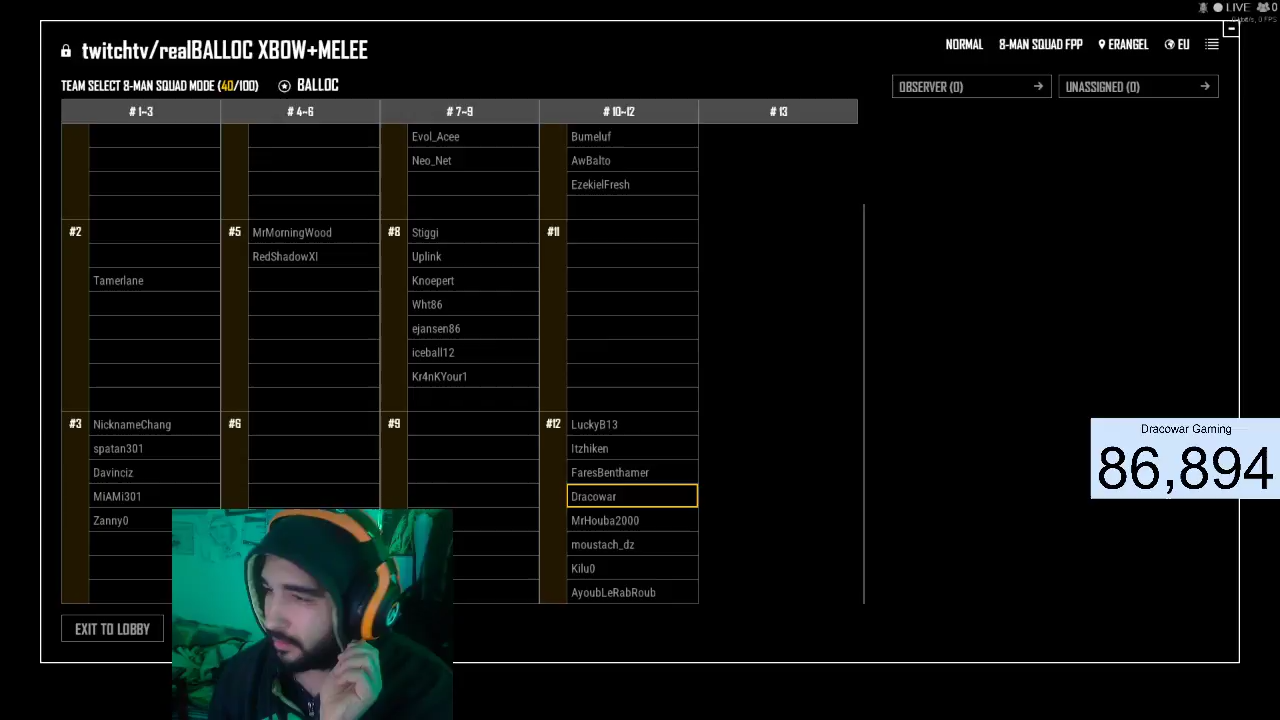 LIVE 0
twitchtv/realBALLOC XBOW+MELEE
NORMAL 8-MAN SQUAD FPP ERANGEL EU
TEAM SELECT 8-MAN SQUAD MODE (40/100) BALLOC
OBSERVER (0) UNASSIGNED (0)
# 1~3 # 4~6 # 7~9 # 10~12 # 13
Evol_Acee Bumeluf
Neo_Net AwBalto
EzekielFresh
#2 #5 MrMorningWood #8 Stiggi #11
RedShadowXI Uplink
Tamerlane Knoepert
Wht86
ejansen86
iceball12
Kr4nKYour1
#3 NicknameChang #6 #9 #12 LuckyB13
spatan301 Itzhiken
Davinciz FaresBenthamer
MiAMi301 Dracowar
Zanny0 MrHouba2000
moustach_dz
Kilu0
AyoubLeRabRoub
Dracowar Gaming
86,894
EXIT TO LOBBY